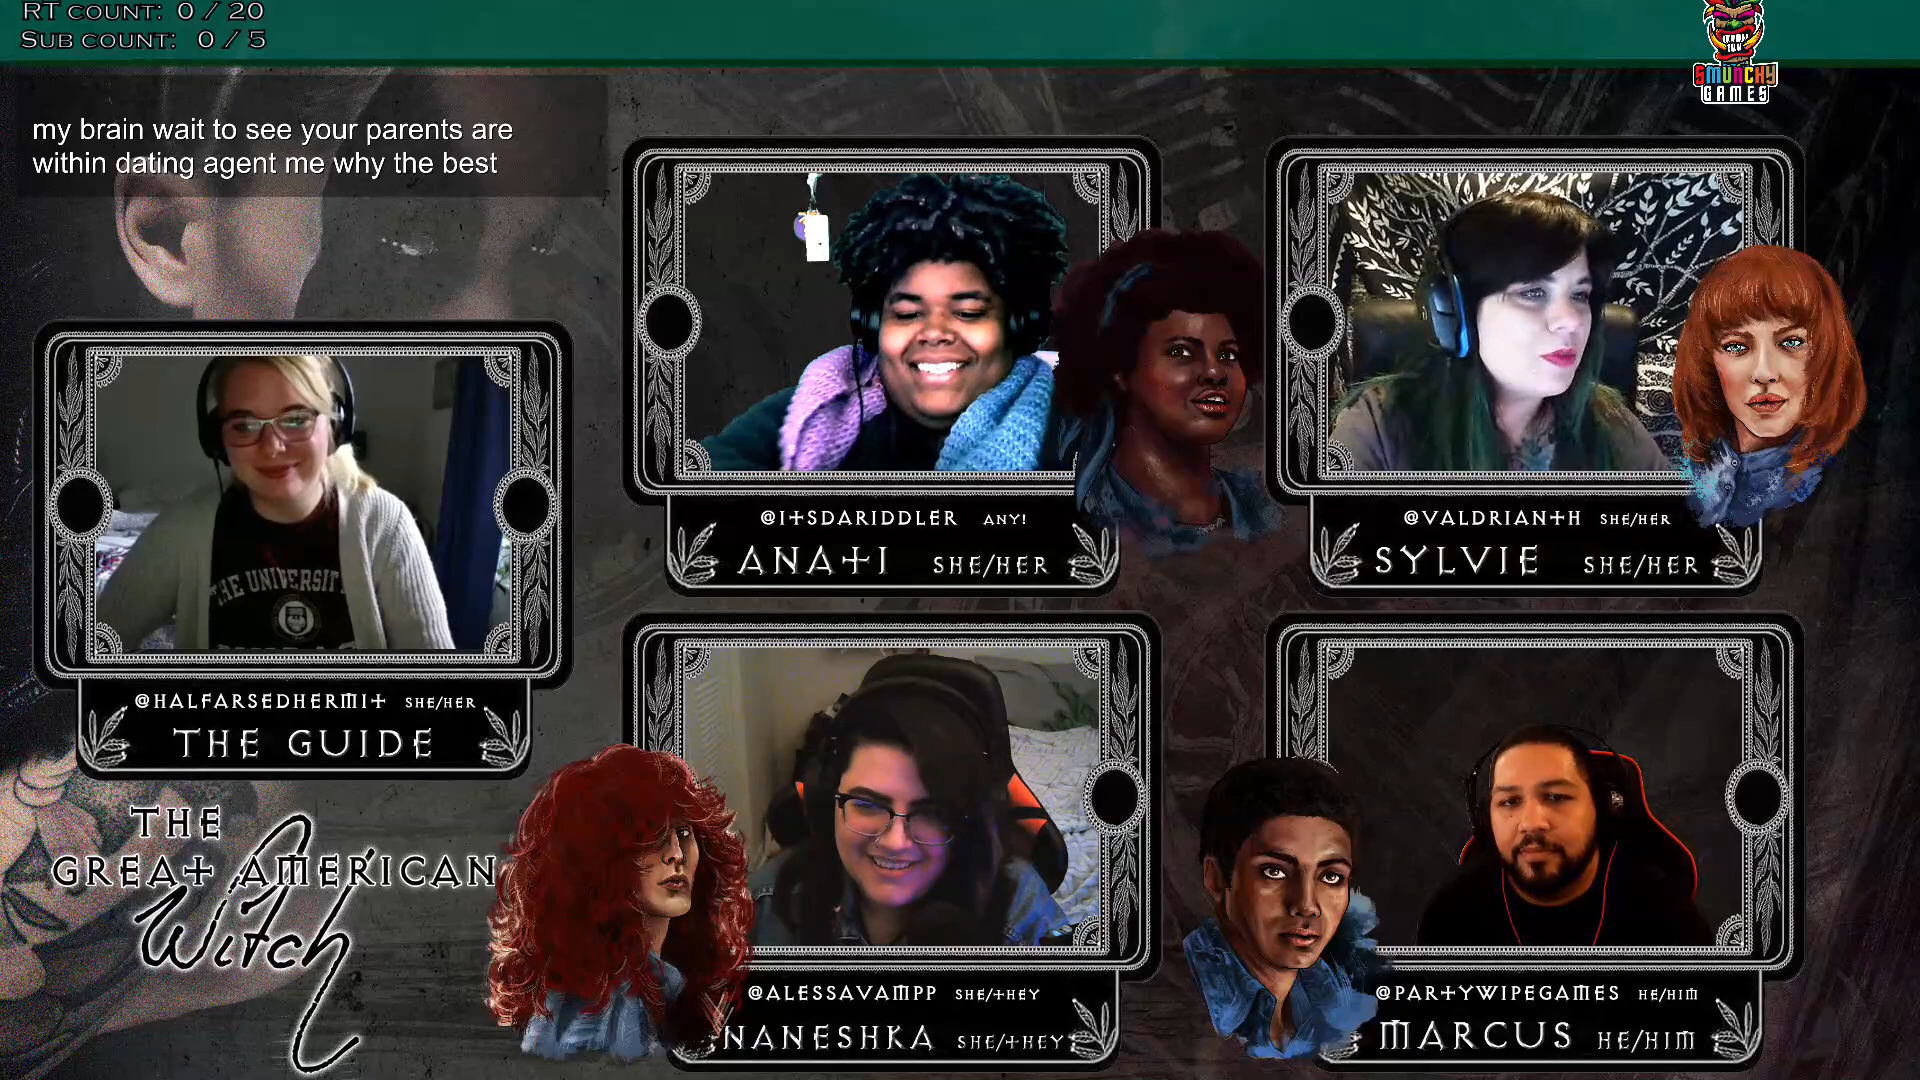 RT COUNT: 0 / 20
SUB COUNT: 0 / 5
SMUNCHY
GAMES
my brain wait to see your parents are
within dating agent me why the best
@ITSDARIDDLER ANY!
ANATI SHE/HER
@VALDRIANTH SHE/HER
SYLVIE SHE/HER
THE UNIVERSIT
@HALFARSEDHERMIT SHE/HER
THE GUIDE
THE
GREAT AMERICAN
Witch
@ALESSAVAMPP SHE/THEY
NANESHKA SHE/THEY
@PARTYWIPEGAMES HE/HIM
MARCUS HE/HIM